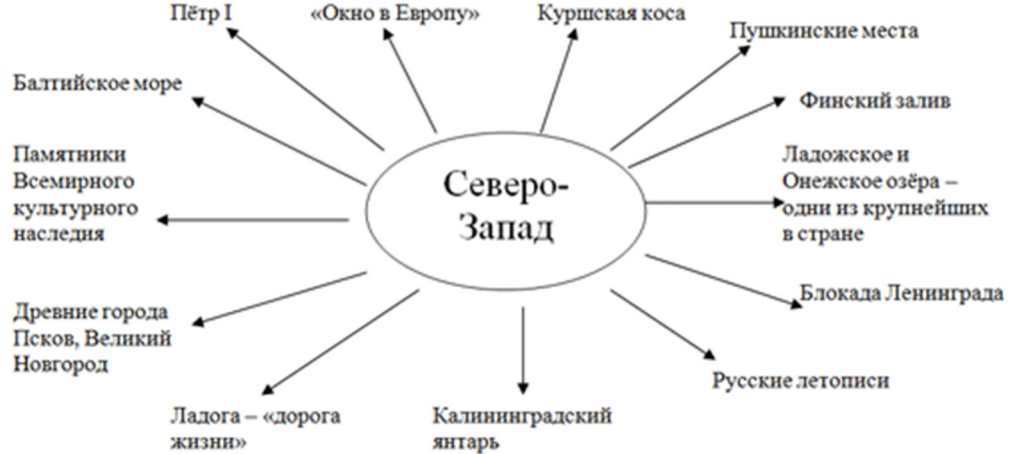 Пётр I
«Окно в Европу»
Куршская коса
Пушкинские места
Балтийское море
Финский залив
Памятники
Всемирного
культурного
наследия
Северо-
Запад
Ладожское и
Онежское озёра –
одни из крупнейших
в стране
Блокада Ленинграда
Древние города
Псков, Великий
Новгород
Русские летописи
Ладога – «дорога
жизни»
Калининградский
янтарь